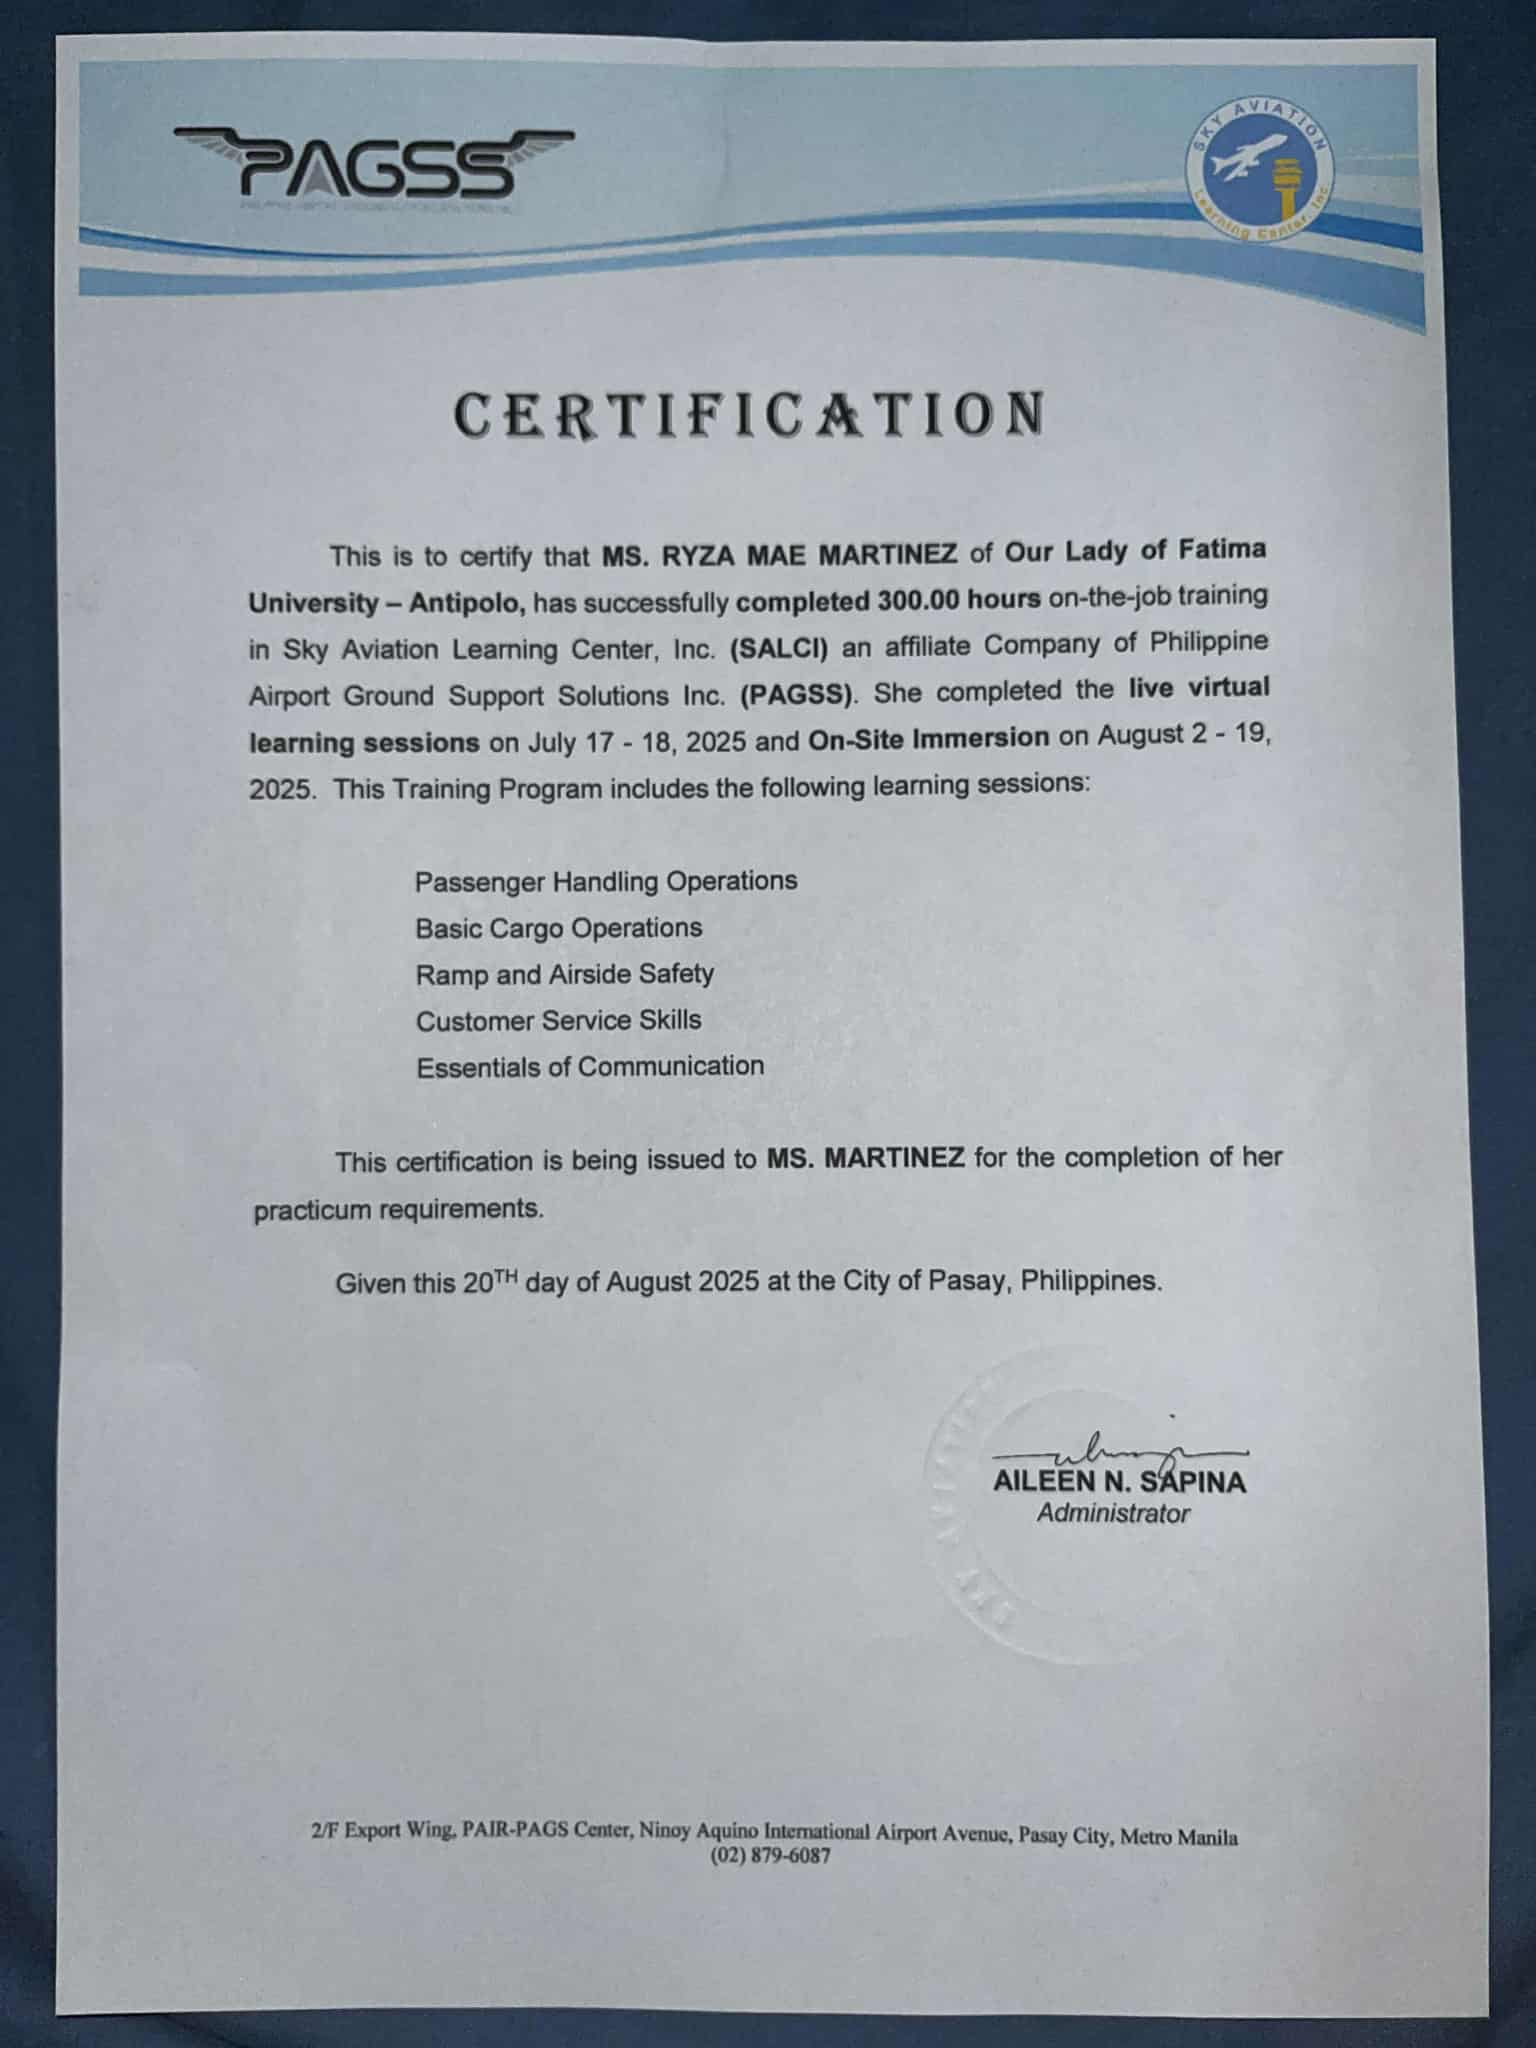 PAGSS
SKY AVIATION
Learning Center, Inc.
CERTIFICATION
This is to certify that MS. RYZA MAE MARTINEZ of Our Lady of Fatima
University – Antipolo, has successfully completed 300.00 hours on-the-job training
in Sky Aviation Learning Center, Inc. (SALCI) an affiliate Company of Philippine
Airport Ground Support Solutions Inc. (PAGSS). She completed the live virtual
learning sessions on July 17 - 18, 2025 and On-Site Immersion on August 2 - 19,
2025. This Training Program includes the following learning sessions:
Passenger Handling Operations
Basic Cargo Operations
Ramp and Airside Safety
Customer Service Skills
Essentials of Communication
This certification is being issued to MS. MARTINEZ for the completion of her
practicum requirements.
Given this 20TH day of August 2025 at the City of Pasay, Philippines.
AILEEN N. SAPINA
Administrator
2/F Export Wing, PAIR-PAGS Center, Ninoy Aquino International Airport Avenue, Pasay City, Metro Manila
(02) 879-6087